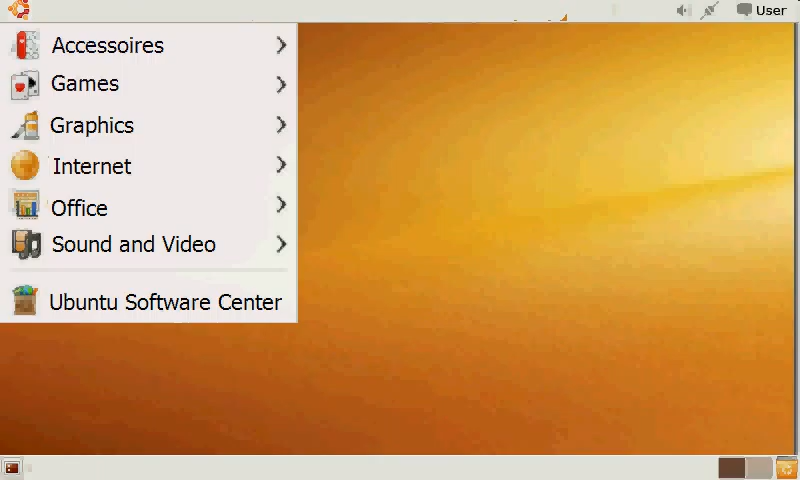 User
Accessoires
Games
Graphics
Internet
Office
Sound and Video
Ubuntu Software Center